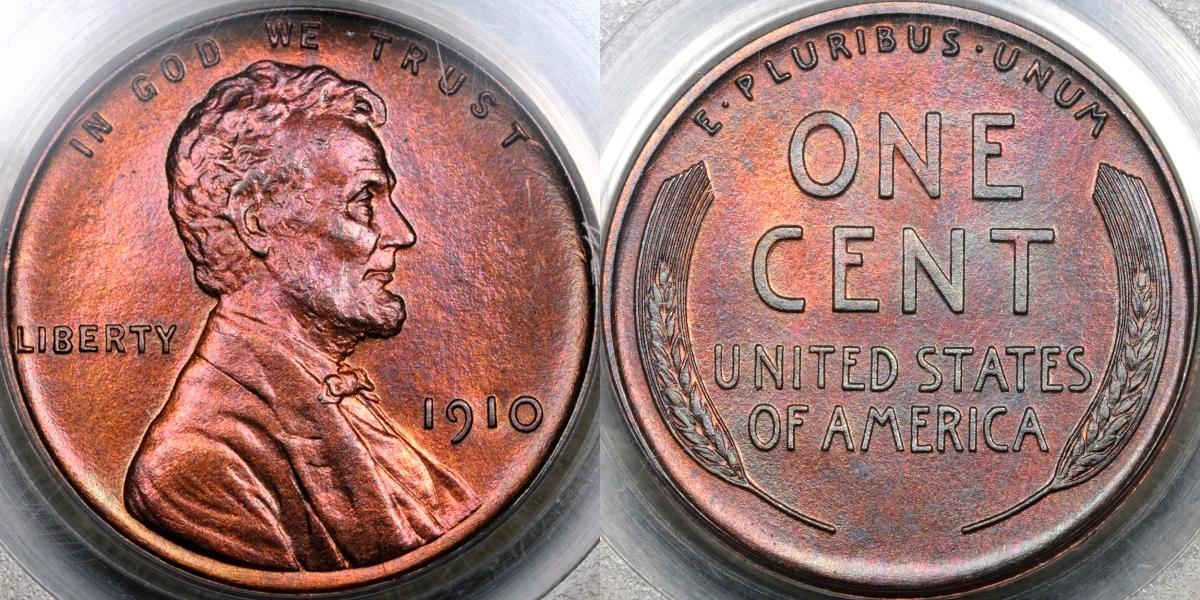 IN GOD WE TRUST
LIBERTY
1910
E·PLURIBUS·UNUM
ONE
CENT
UNITED STATES
OF AMERICA